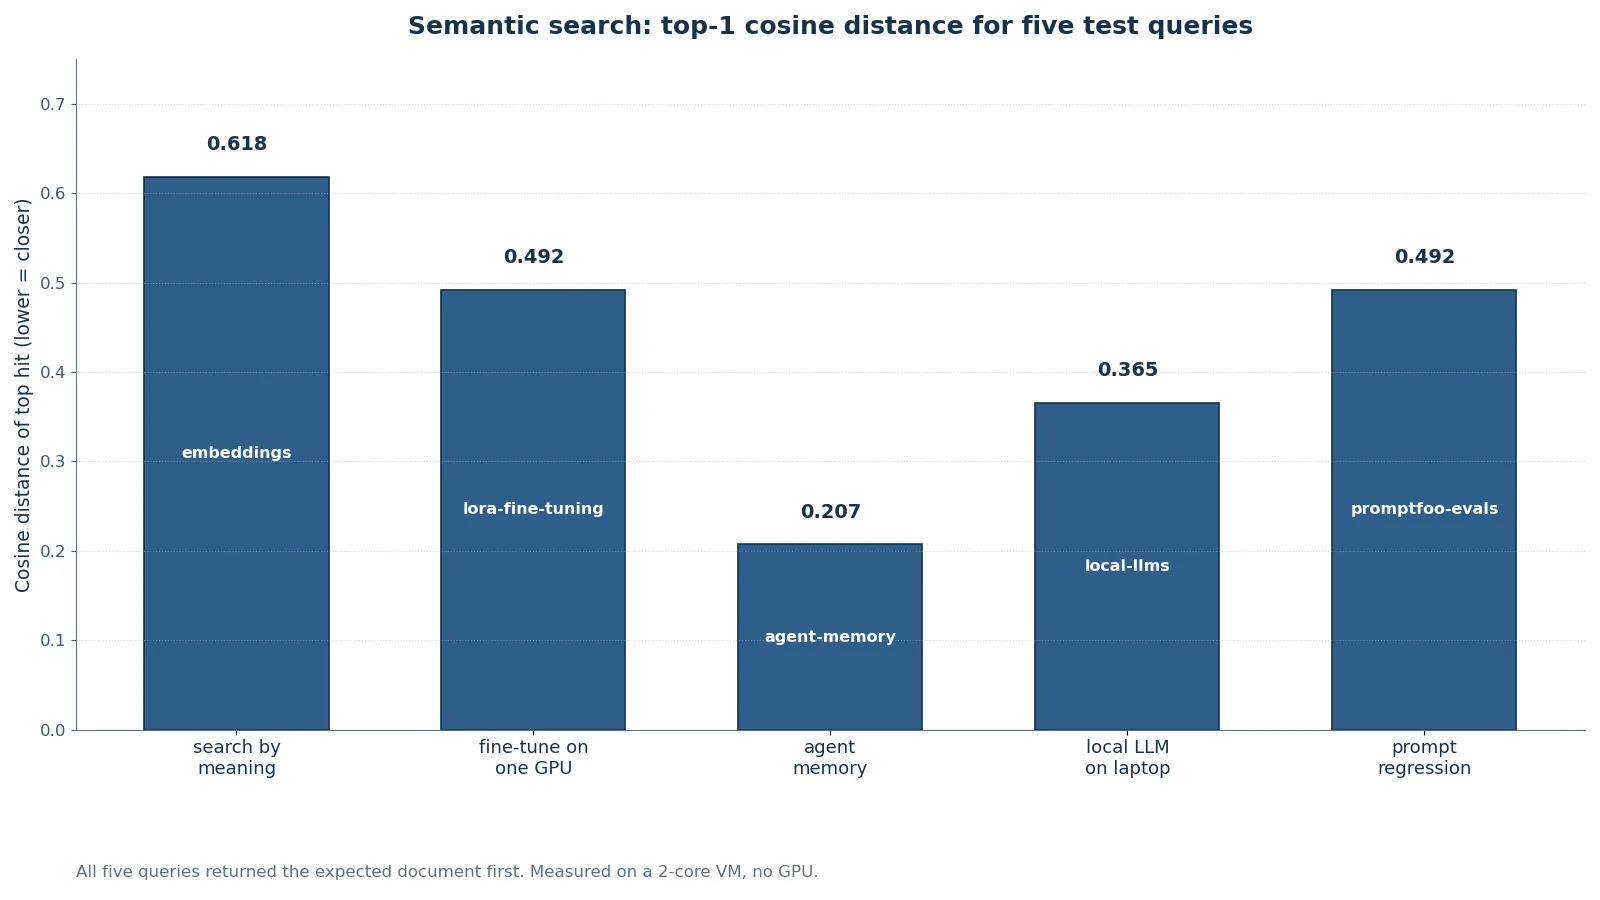 Semantic search: top-1 cosine distance for five test queries
Cosine distance of top hit (lower = closer)
0.7
0.6
0.5
0.4
0.3
0.2
0.1
0.0
0.618
0.492
0.207
0.365
0.492
embeddings
lora-fine-tuning
agent-memory
local-llms
promptfoo-evals
search by
meaning
fine-tune on
one GPU
agent
memory
local LLM
on laptop
prompt
regression
All five queries returned the expected document first. Measured on a 2-core VM, no GPU.